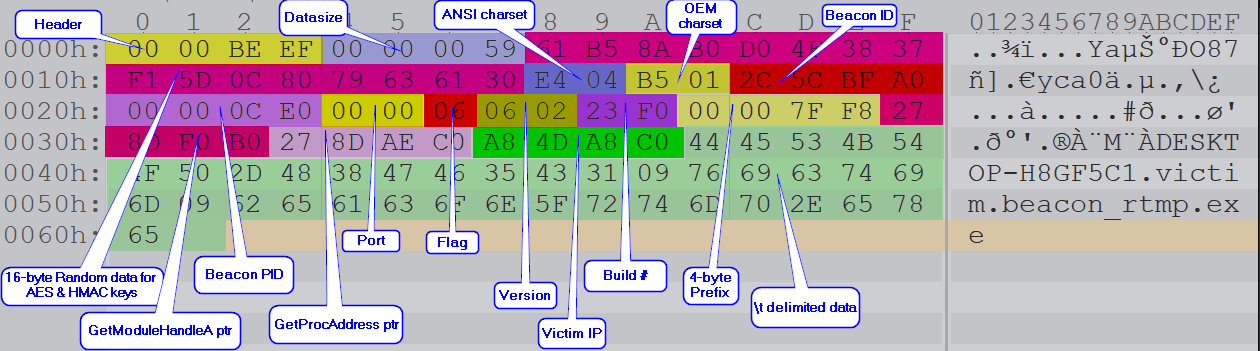 0 1 2 4 5 8 9 A C D F 0123456789ABCDEF
Header
Datasize
ANSI charset
OEM
charset
Beacon ID
0000h: 00 00 BE EF 00 00 00 59 61 B5 8A B0 D0 4F 38 37 ..¾ï...YaµŠ°ÐO87
0010h: F1 5D 0C 80 79 63 61 30 E4 04 B5 01 2C 5C BF A0 ñ].€yca0ä.µ.,\¿
0020h: 00 00 0C E0 00 00 06 06 02 23 F0 00 00 7F F8 27 ...à.....#ð...ø'
0030h: 8D F0 B0 27 8D AE C0 A8 4D A8 C0 44 45 53 4B 54 .ð°'.®À¨M¨ÀDESKT
0040h: 4F 50 2D 48 38 47 46 35 43 31 09 76 69 63 74 69 OP-H8GF5C1.victi
0050h: 6D 09 62 65 61 63 6F 6E 5F 72 74 6D 70 2E 65 78 m.beacon_rtmp.ex
0060h: 65 e
Port
Flag
16-byte Random data for
AES & HMAC keys
Beacon PID
Build #
4-byte
Prefix
Version
\t delimited data
GetModuleHandleA ptr
GetProcAddress ptr
Victim IP